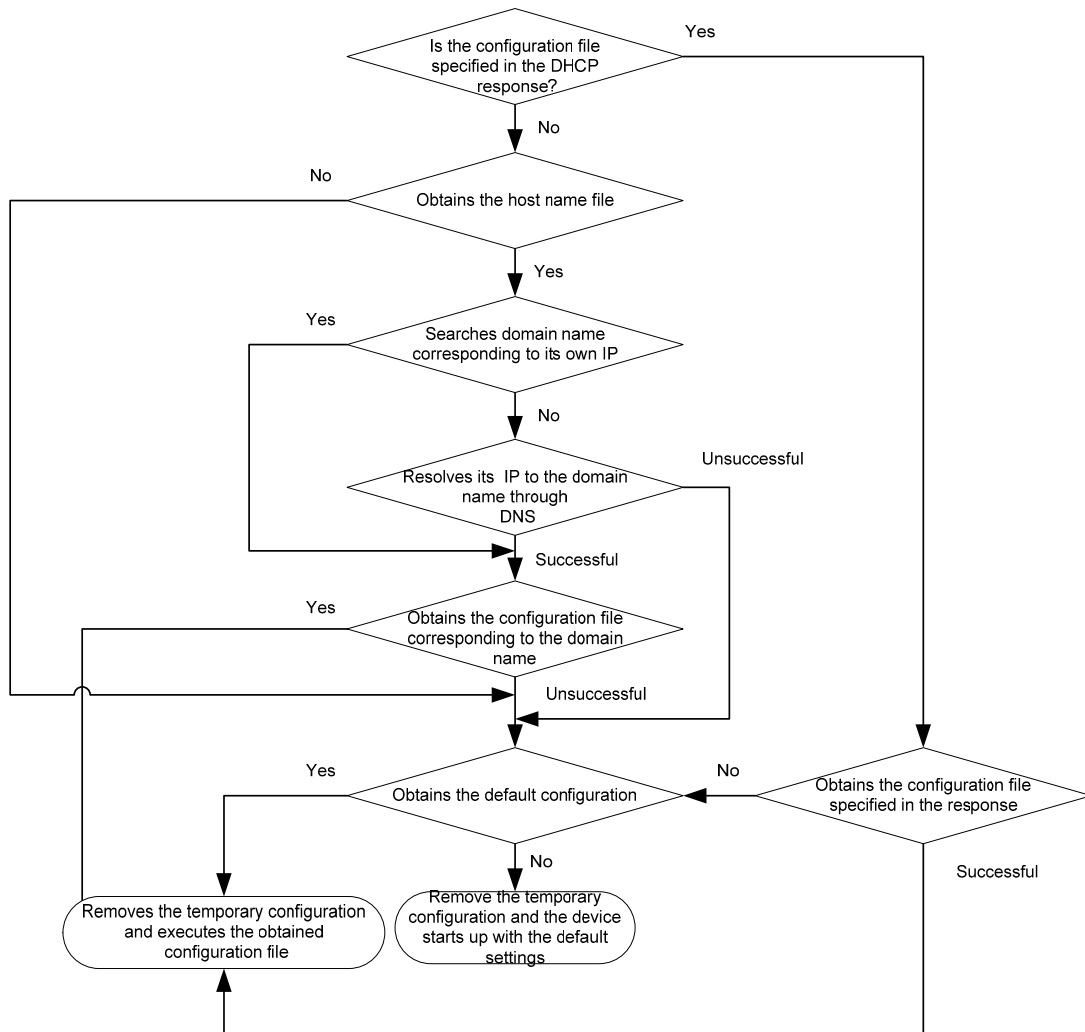 Is the configuration file
specified in the DHCP
response?
Yes
No
Obtains the host name file
No
Yes
Searches domain name
corresponding to its own IP
Yes
No
Resolves its IP to the domain
name through
DNS
Unsuccessful
Successful
Obtains the configuration file
corresponding to the domain
name
Yes
Unsuccessful
Obtains the default configuration
Yes
No
Obtains the configuration file
specified in the response
No
Successful
Removes the temporary configuration
and executes the obtained
configuration file
Remove the temporary
configuration and the device
starts up with the default
settings